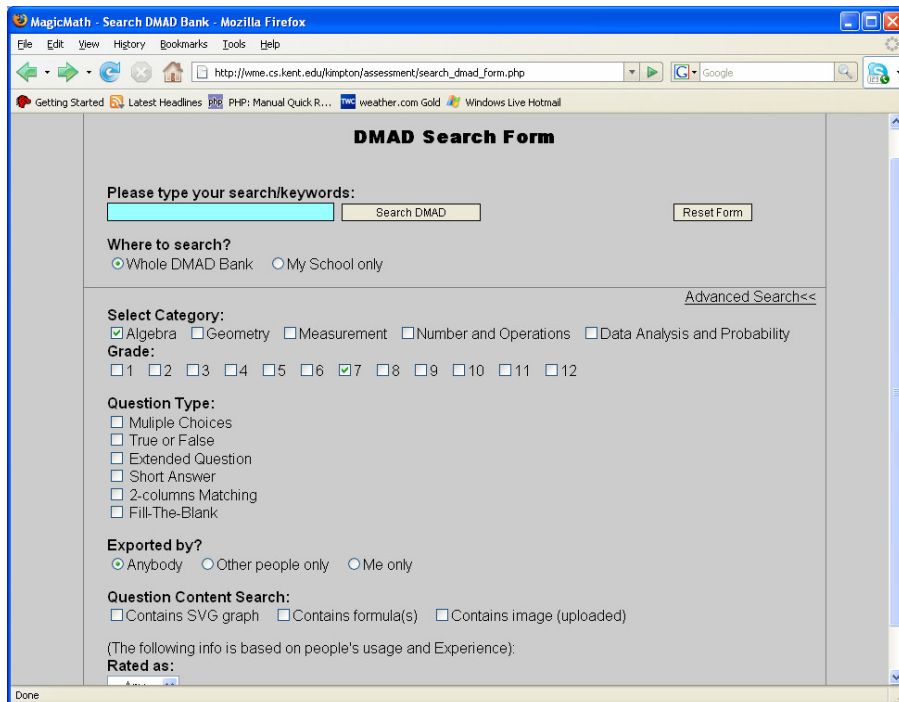 MagicMath - Search DMAD Bank - Mozilla Firefox
File Edit View History Bookmarks Tools Help
http://wme.cs.kent.edu/kimpton/assessment/search_dmad_form.php G Google
Getting Started Latest Headlines php PHP: Manual Quick R... TWC weather.com Gold Windows Live Hotmail
DMAD Search Form
Please type your search/keywords:
Search DMAD Reset Form
Where to search?
Whole DMAD Bank My School only
Advanced Search<<
Select Category:
Algebra Geometry Measurement Number and Operations Data Analysis and Probability
Grade:
1 2 3 4 5 6 7 8 9 10 11 12
Question Type:
Muliple Choices
True or False
Extended Question
Short Answer
2-columns Matching
Fill-The-Blank
Exported by?
Anybody Other people only Me only
Question Content Search:
Contains SVG graph Contains formula(s) Contains image (uploaded)
(The following info is based on people's usage and Experience):
Rated as:
Done